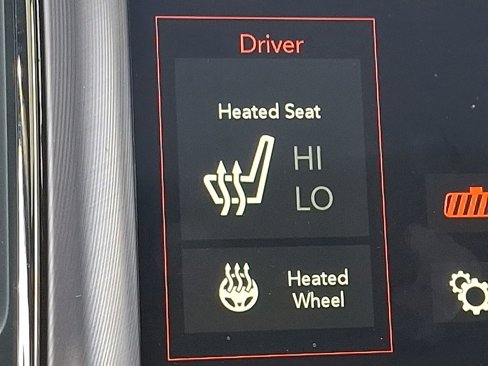 Driver
Heated Seat
HI
LO
Heated
Wheel